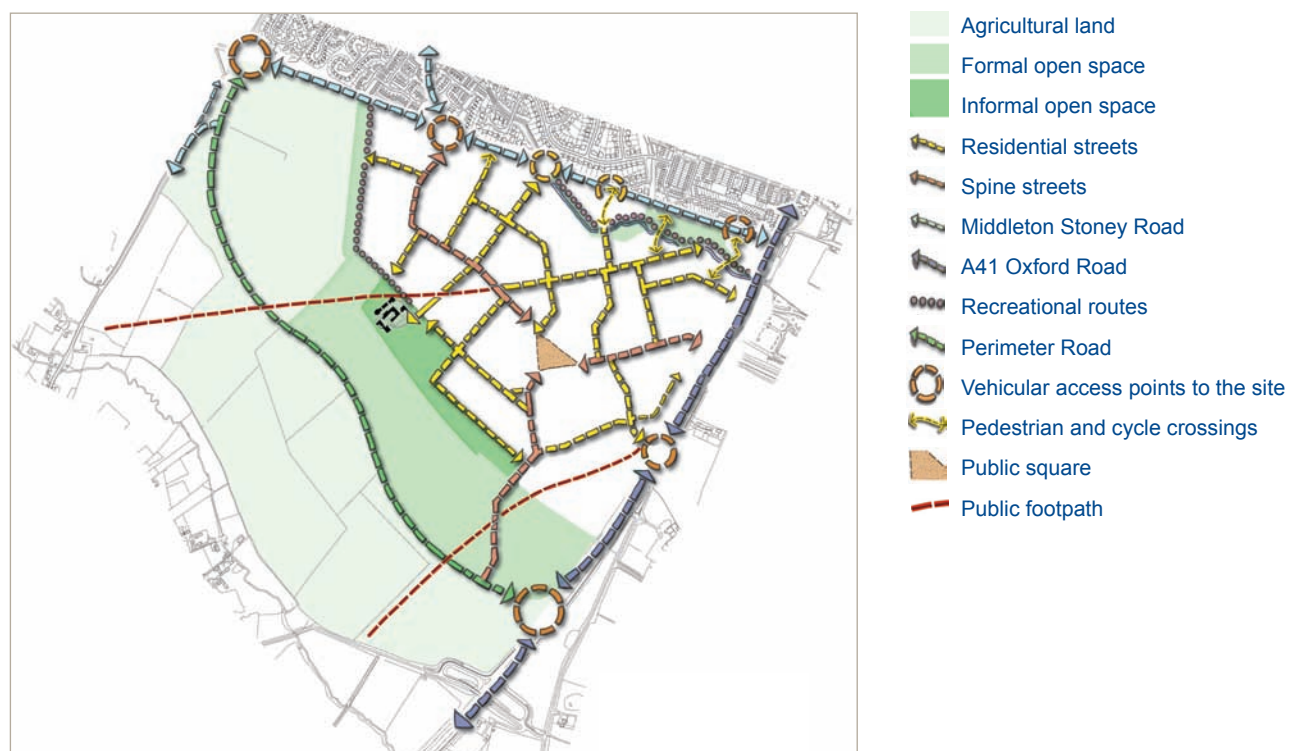 Agricultural land
Formal open space
Informal open space
Residential streets
Spine streets
Middleton Stoney Road
A41 Oxford Road
Recreational routes
Perimeter Road
Vehicular access points to the site
Pedestrian and cycle crossings
Public square
Public footpath